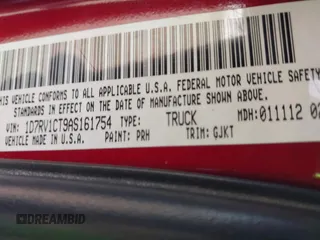 THIS VEHICLE CONFORMS TO ALL APPLICABLE U.S.A. FEDERAL MOTOR VEHICLE SAFETY
STANDARDS IN EFFECT ON THE DATE OF MANUFACTURE SHOWN ABOVE.
VIN: 1D7RV1CT9AS161754 TYPE: TRUCK MDH: 011112 02
VEHICLE MADE IN U.S.A. PAINT: PRH TRIM: GJKT
DREAMBID